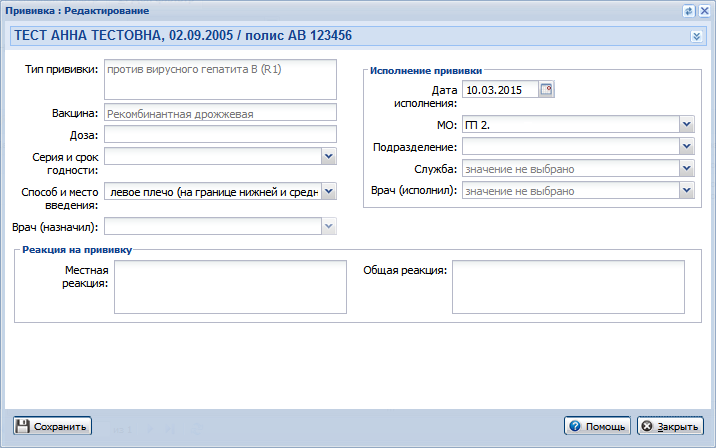 Прививка : Редактирование
ТЕСТ АННА ТЕСТОВНА, 02.09.2005 / полис АВ 123456
Тип прививки: против вирусного гепатита В (R1)
Вакцина: Рекомбинантная дрожжевая
Доза:
Серия и срок
годности:
Способ и место
введения: левое плечо (на границе нижней и средн
Врач (назначил):
Исполнение прививки
Дата
исполнения: 10.03.2015
МО: ГП 2.
Подразделение:
Служба: значение не выбрано
Врач (исполнил): значение не выбрано
Реакция на прививку
Местная
реакция:
Общая реакция:
Сохранить
Помощь
Закрыть